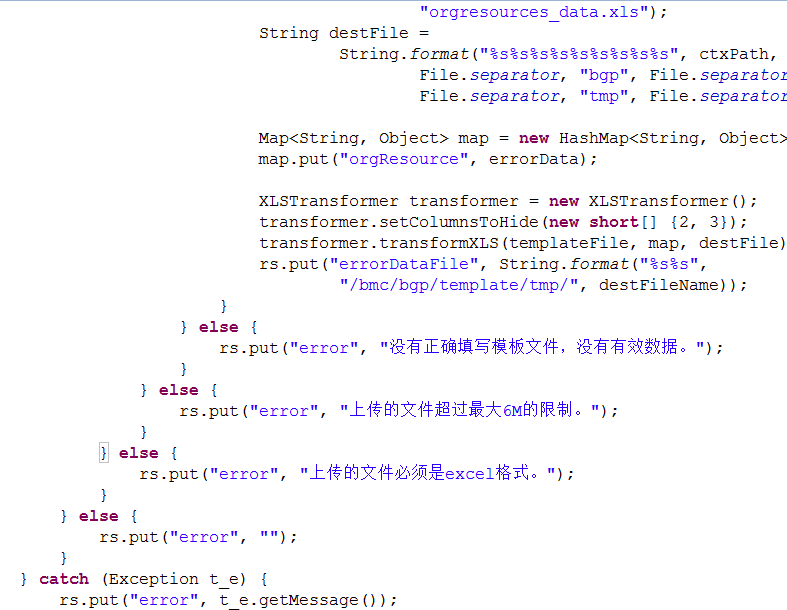 "orgresources_data.xls");
String destFile =
String.format("%s%s%s%s%s%s%s%s%s", ctxPath,
File.separator, "bgp", File.separator
File.separator, "tmp", File.separator
Map<String, Object> map = new HashMap<String, Object>
map.put("orgResource", errorData);
XLSTransformer transformer = new XLSTransformer();
transformer.setColumnsToHide(new short[] {2, 3});
transformer.transformXLS(templateFile, map, destFile)
rs.put("errorDataFile", String.format("%s%s",
"/bmc/bgp/template/tmp/", destFileName));
}
} else {
rs.put("error", "没有正确填写模板文件，没有有效数据。");
}
} else {
rs.put("error", "上传的文件超过最大6M的限制。");
}
} else {
rs.put("error", "上传的文件必须是excel格式。");
}
} else {
rs.put("error", "");
}
} catch (Exception t_e) {
rs.put("error", t_e.getMessage());